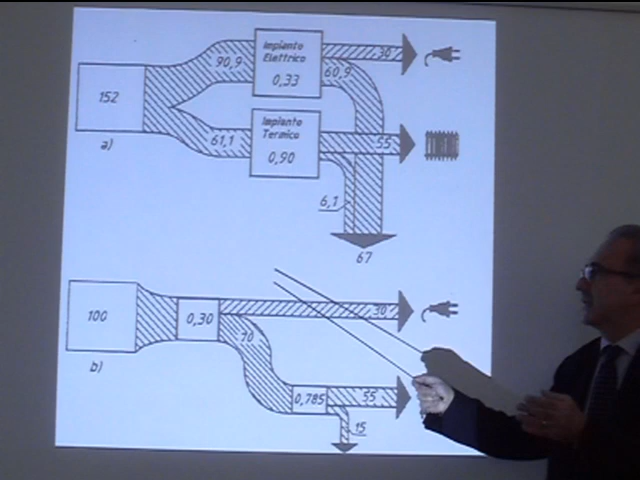 Impianto
Elettrico
0,33
90,9
60,9
30
152
a)
Impianto
Termico
0,90
61,1
55
6,1
67
100
0,30
30
70
b)
0,785
55
15